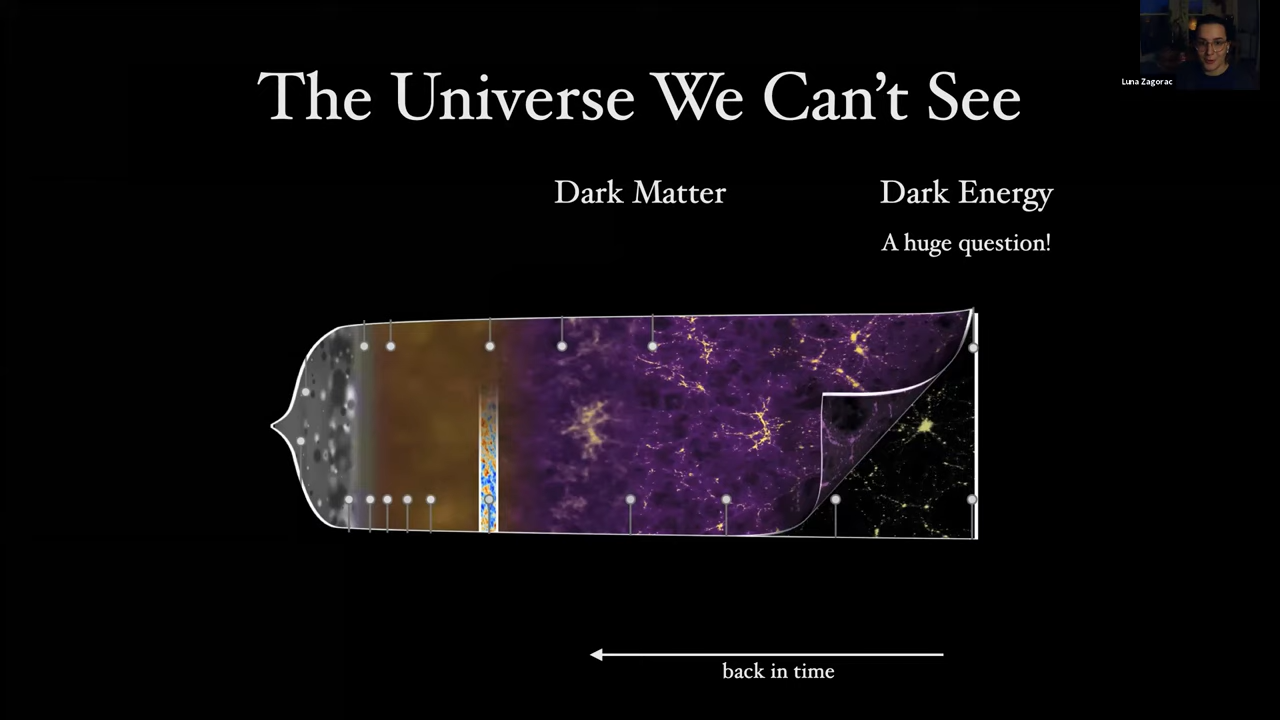 The Universe We Can't See
Luna Zagorac
Dark Matter
Dark Energy
A huge question!
back in time